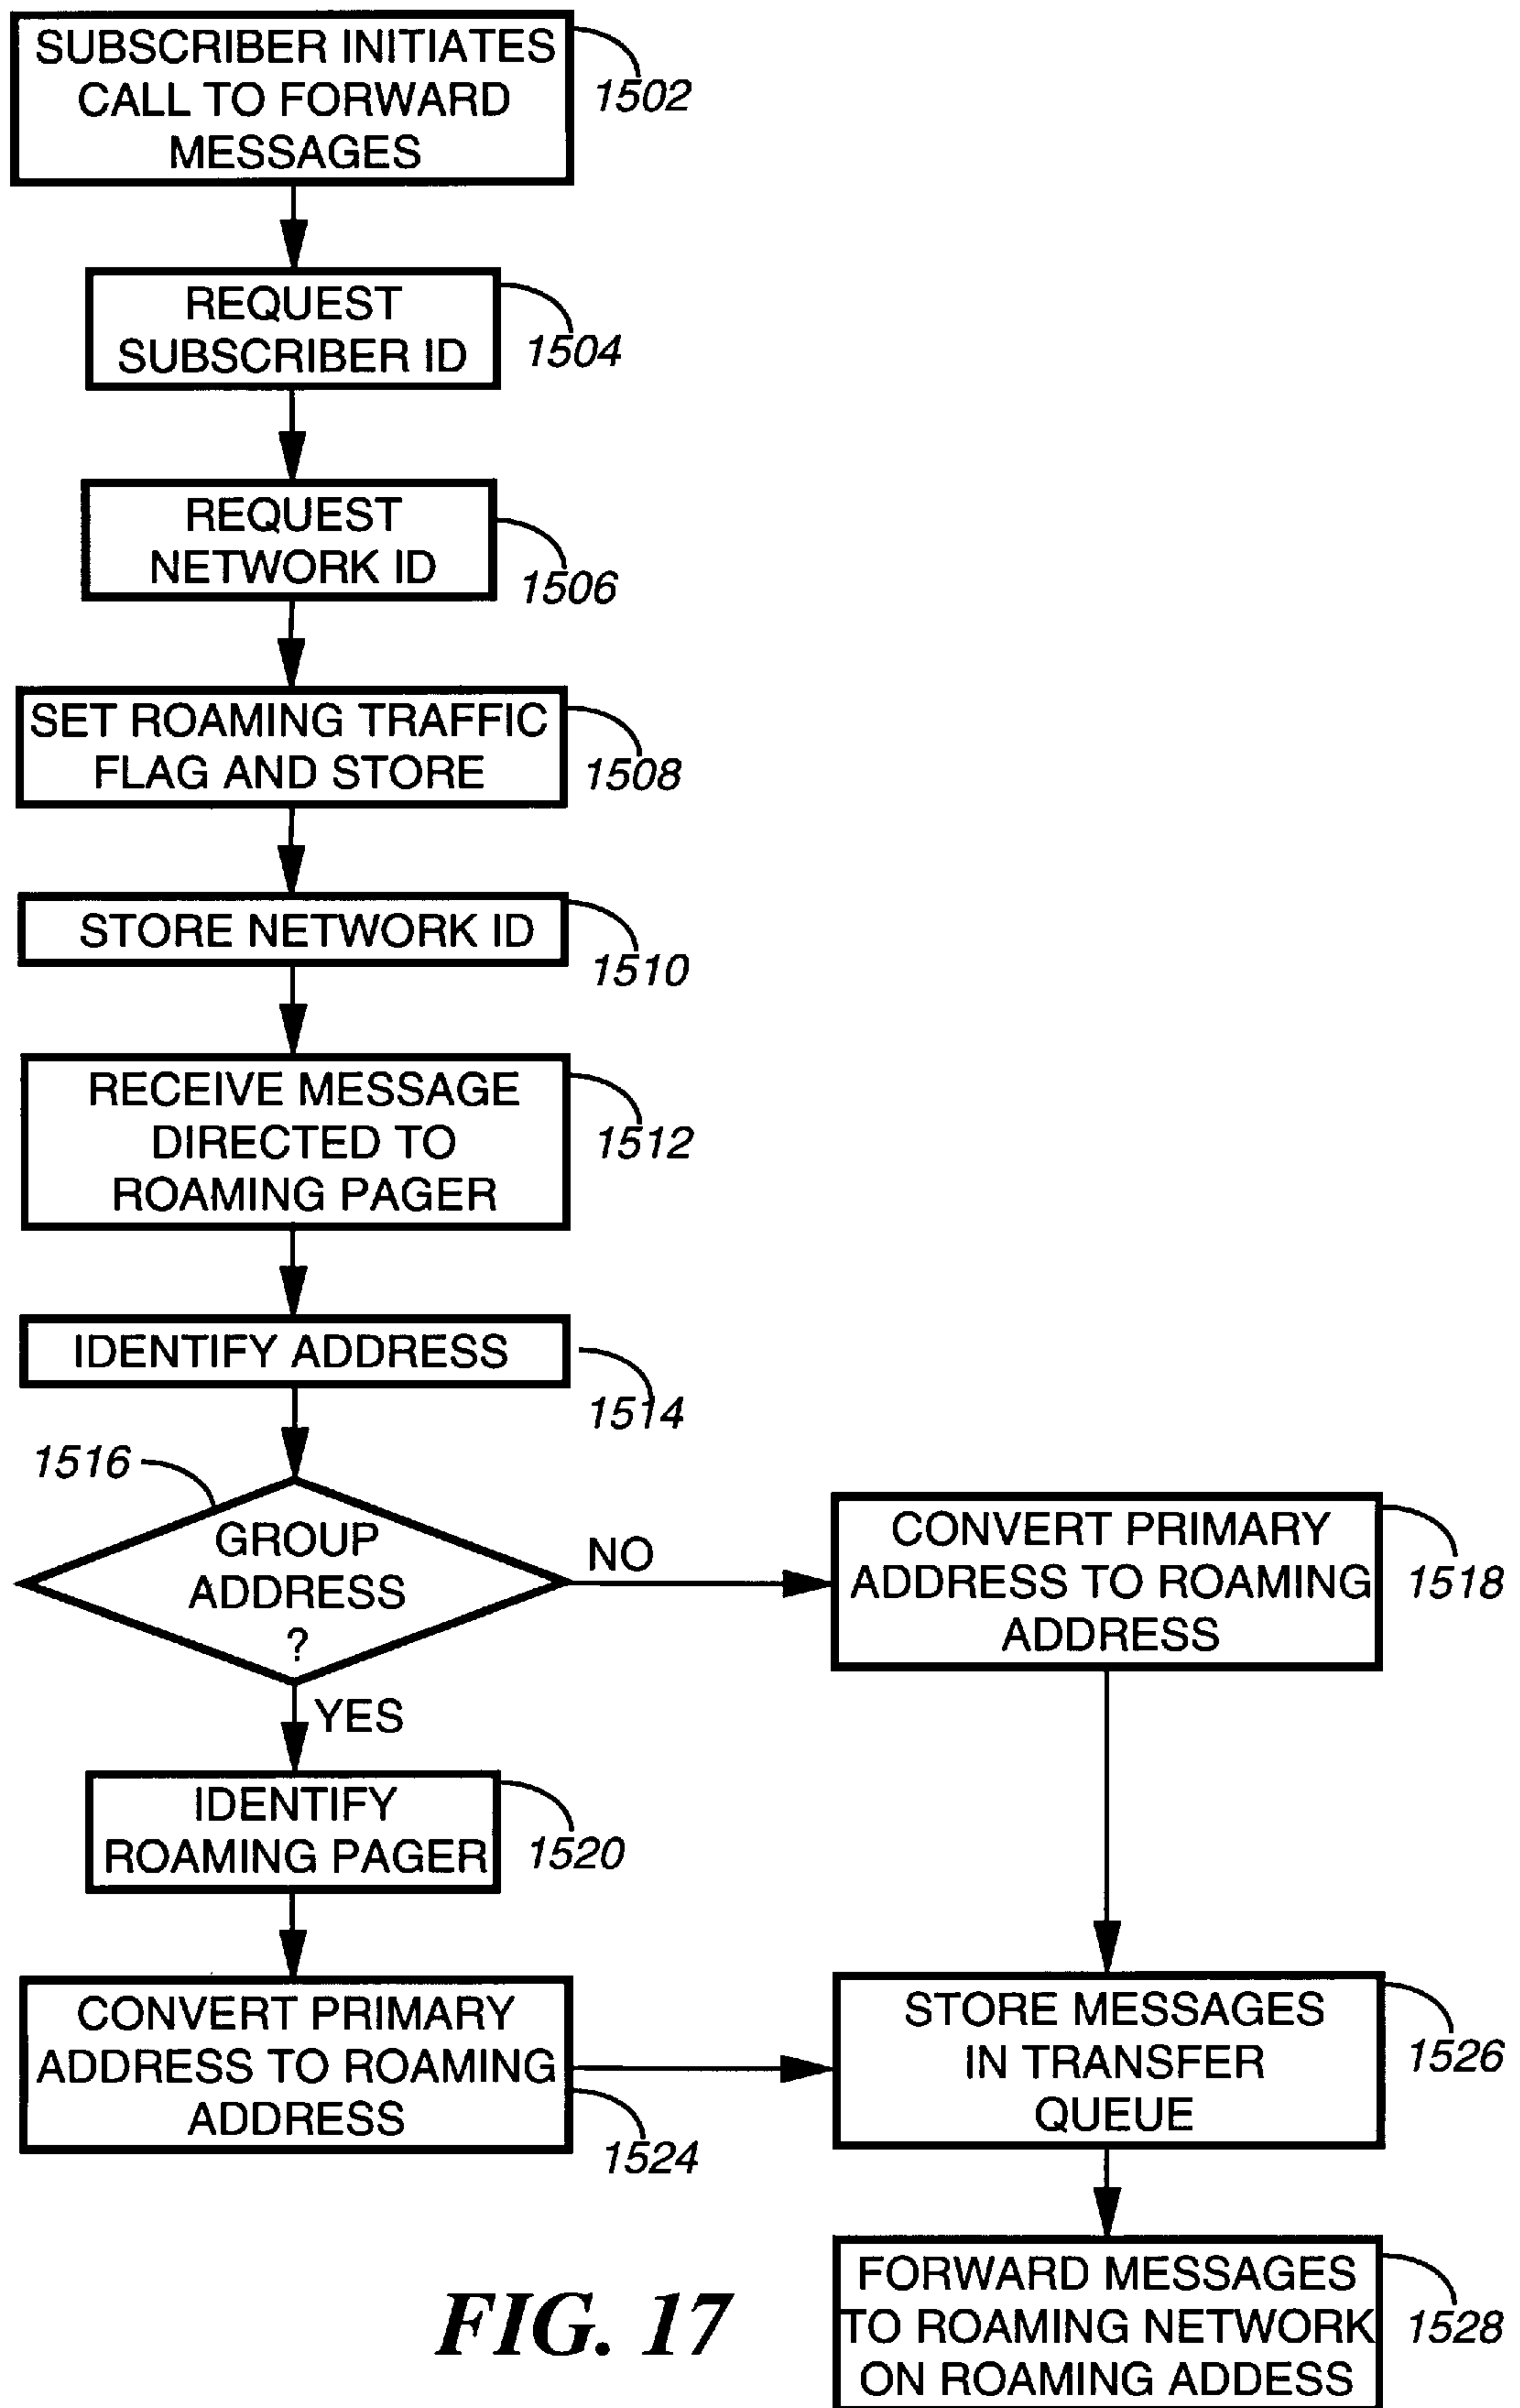 SUBSCRIBER INITIATES
CALL TO FORWARD
MESSAGES
1502
REQUEST
SUBSCRIBER ID
1504
REQUEST
NETWORK ID
1506
SET ROAMING TRAFFIC
FLAG AND STORE
1508
STORE NETWORK ID
1510
RECEIVE MESSAGE
DIRECTED TO
ROAMING PAGER
1512
IDENTIFY ADDRESS
1514
1516
GROUP
ADDRESS
?
NO
CONVERT PRIMARY
ADDRESS TO ROAMING
ADDRESS
1518
YES
IDENTIFY
ROAMING PAGER
1520
CONVERT PRIMARY
ADDRESS TO ROAMING
ADDRESS
1524
STORE MESSAGES
IN TRANSFER
QUEUE
1526
FORWARD MESSAGES
TO ROAMING NETWORK
ON ROAMING ADDESS
1528
FIG. 17